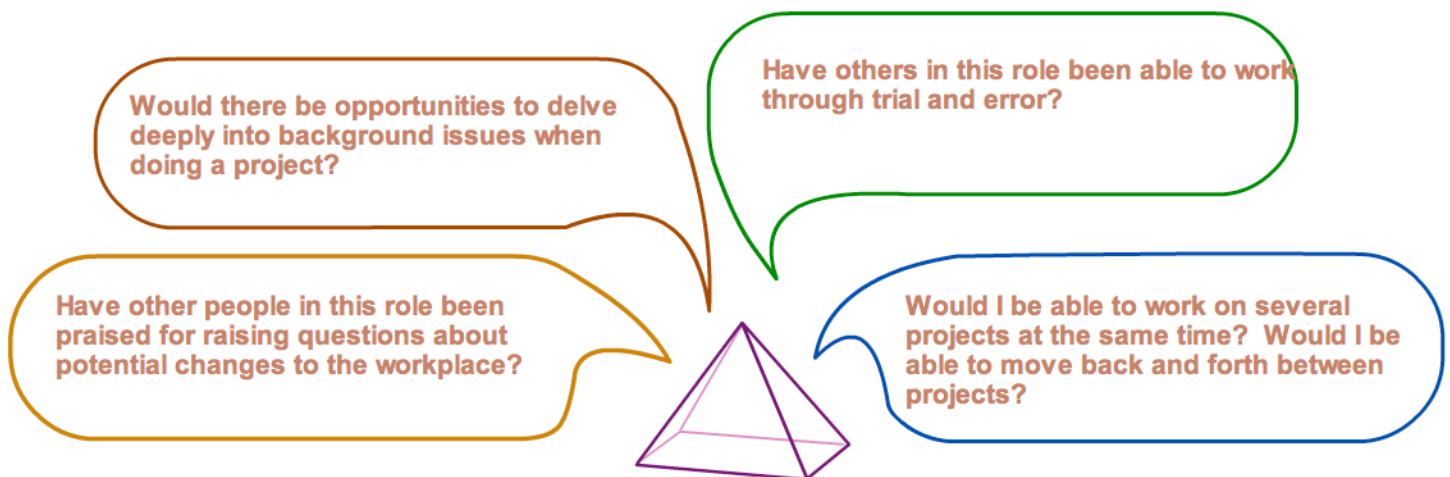 Would there be opportunities to delve
deeply into background issues when
doing a project?
Have others in this role been able to work
through trial and error?
Have other people in this role been
praised for raising questions about
potential changes to the workplace?
Would I be able to work on several
projects at the same time?  Would I be
able to move back and forth between
projects?